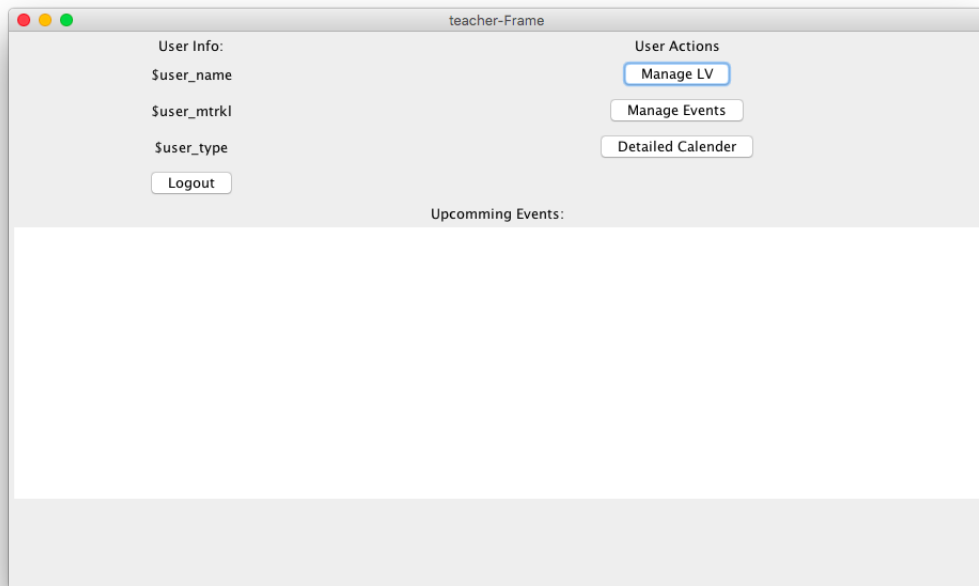 teacher-Frame
User Info:
User Actions
$user_name
Manage LV
$user_mtrkl
Manage Events
$user_type
Detailed Calender
Logout
Upcomming Events: